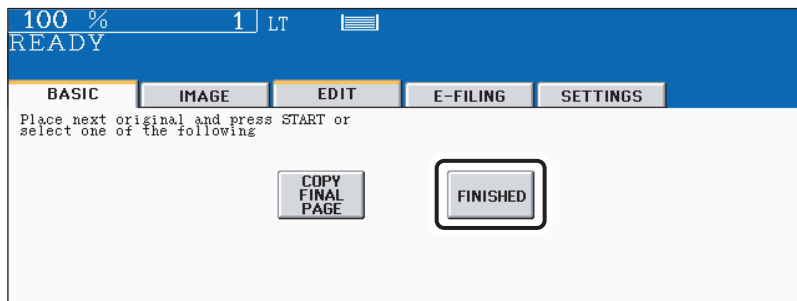 100 % 1 LT
READY
BASIC IMAGE EDIT E-FILING SETTINGS
Place next original and press START or
select one of the following
COPY
FINAL
PAGE
FINISHED